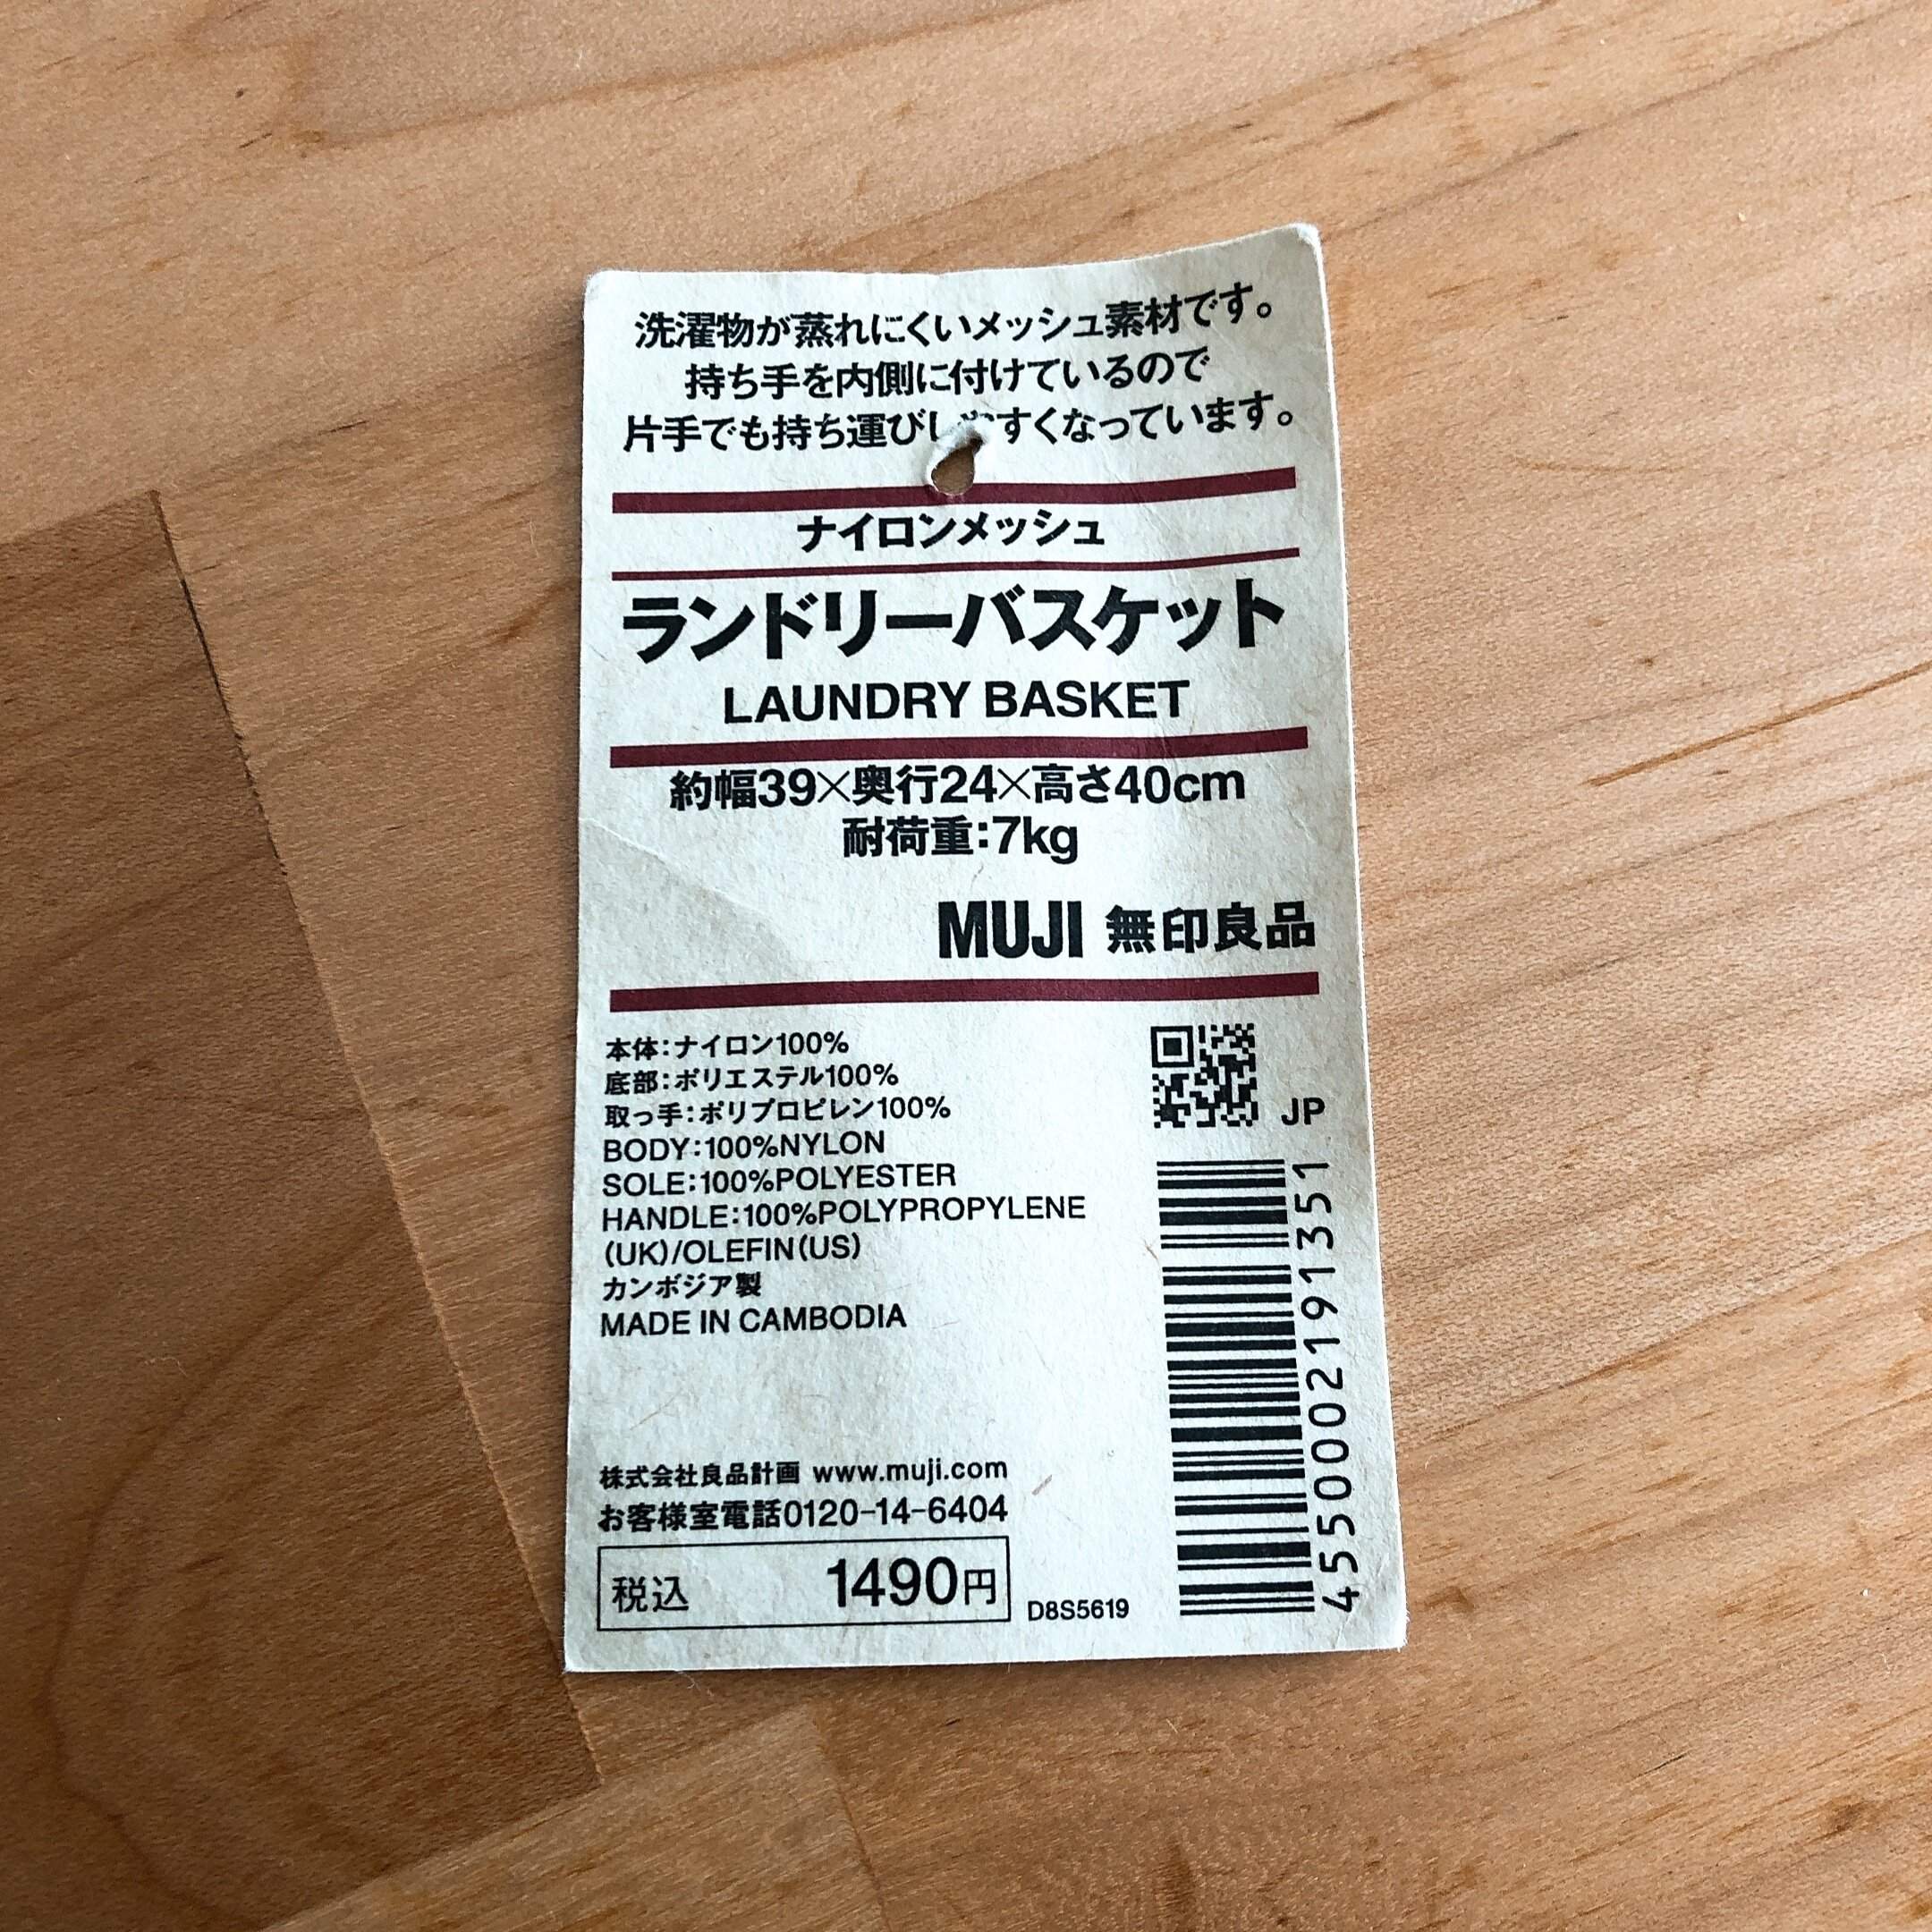 洗濯物が蒸れにくいメッシュ素材です。
持ち手を内側に付けているので
片手でも持ち運びしやすくなっています。
ナイロンメッシュ
ランドリーバスケット
LAUNDRY BASKET
約幅39×奥行24×高さ40cm
耐荷重:7kg
MUJI 無印良品
本体:ナイロン100%
底部:ポリエステル100%
取っ手:ポリプロピレン100%
BODY:100%NYLON
SOLE:100%POLYESTER
HANDLE:100%POLYPROPYLENE
(UK)/OLEFIN(US)
カンボジア製
MADE IN CAMBODIA
JP
4550002191351
株式会社良品計画 www.muji.com
お客様室電話0120-14-6404
税込 1490円
D8S5619